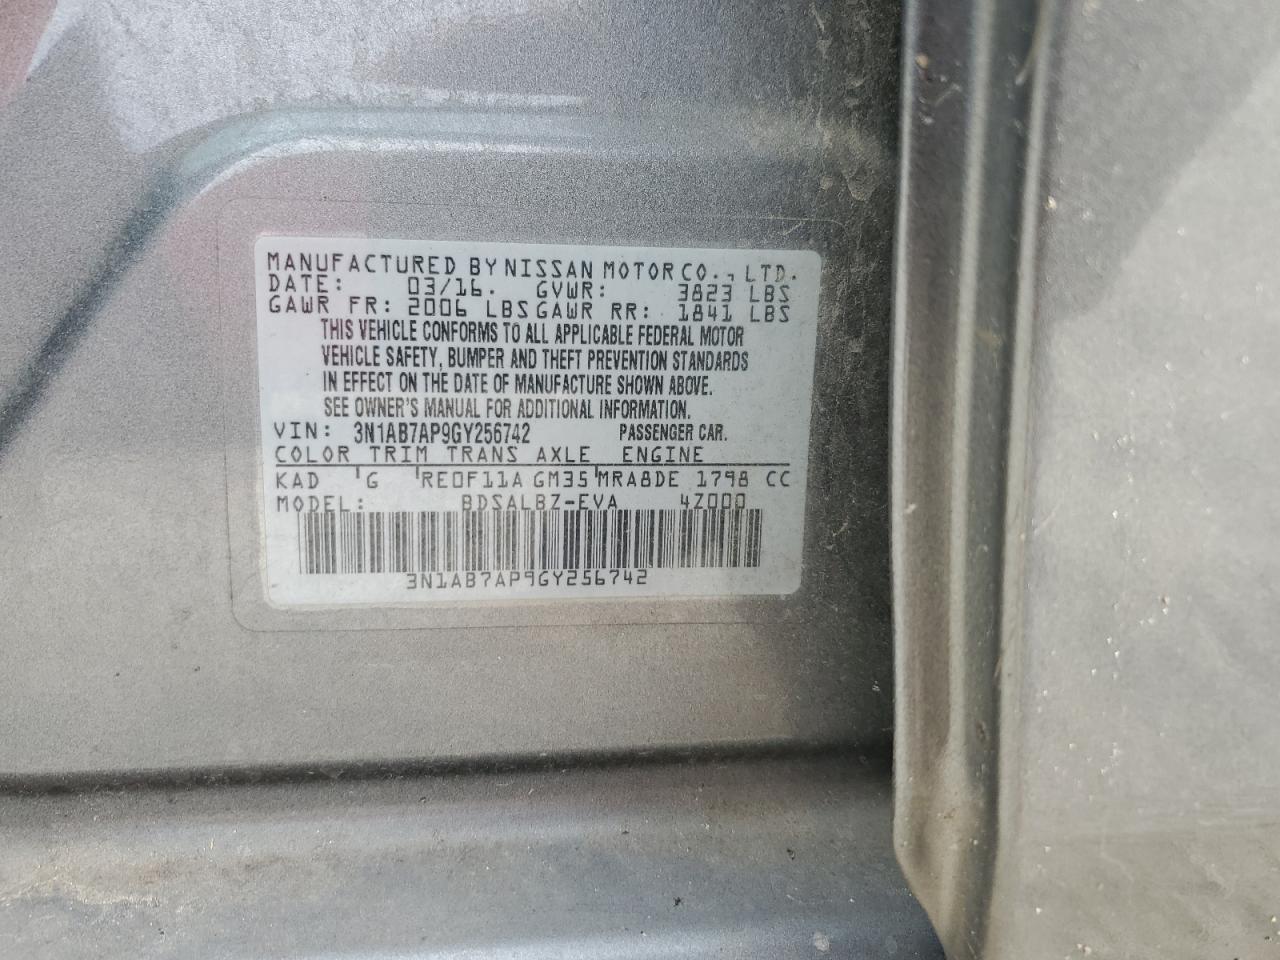 MANUFACTURED BY NISSAN MOTOR CO., LTD.
DATE: 03/16. GVWR: 3823 LBS
GAWR FR: 2006 LBS GAWR RR: 1841 LBS
THIS VEHICLE CONFORMS TO ALL APPLICABLE FEDERAL MOTOR
VEHICLE SAFETY, BUMPER AND THEFT PREVENTION STANDARDS
IN EFFECT ON THE DATE OF MANUFACTURE SHOWN ABOVE.
SEE OWNER'S MANUAL FOR ADDITIONAL INFORMATION.
VIN: 3N1AB7AP9GY256742 PASSENGER CAR.
COLOR TRIM TRANS AXLE ENGINE
KAD G RE0F11A GM35 MRA8DE 1798 CC
MODEL: BDSALBZ-EVA 4Z000
3N1AB7AP9GY256742